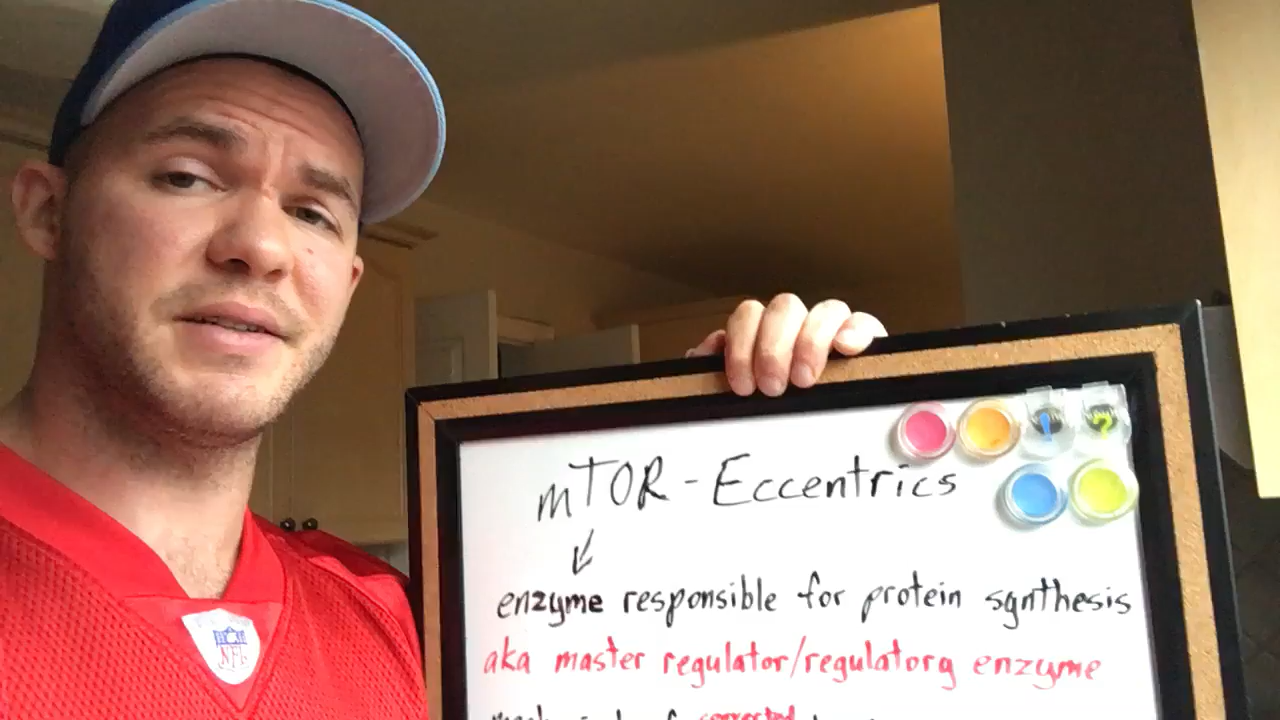 mTOR - Eccentrics
enzyme responsible for protein synthesis
aka master regulator/regulatory enzyme
NFL